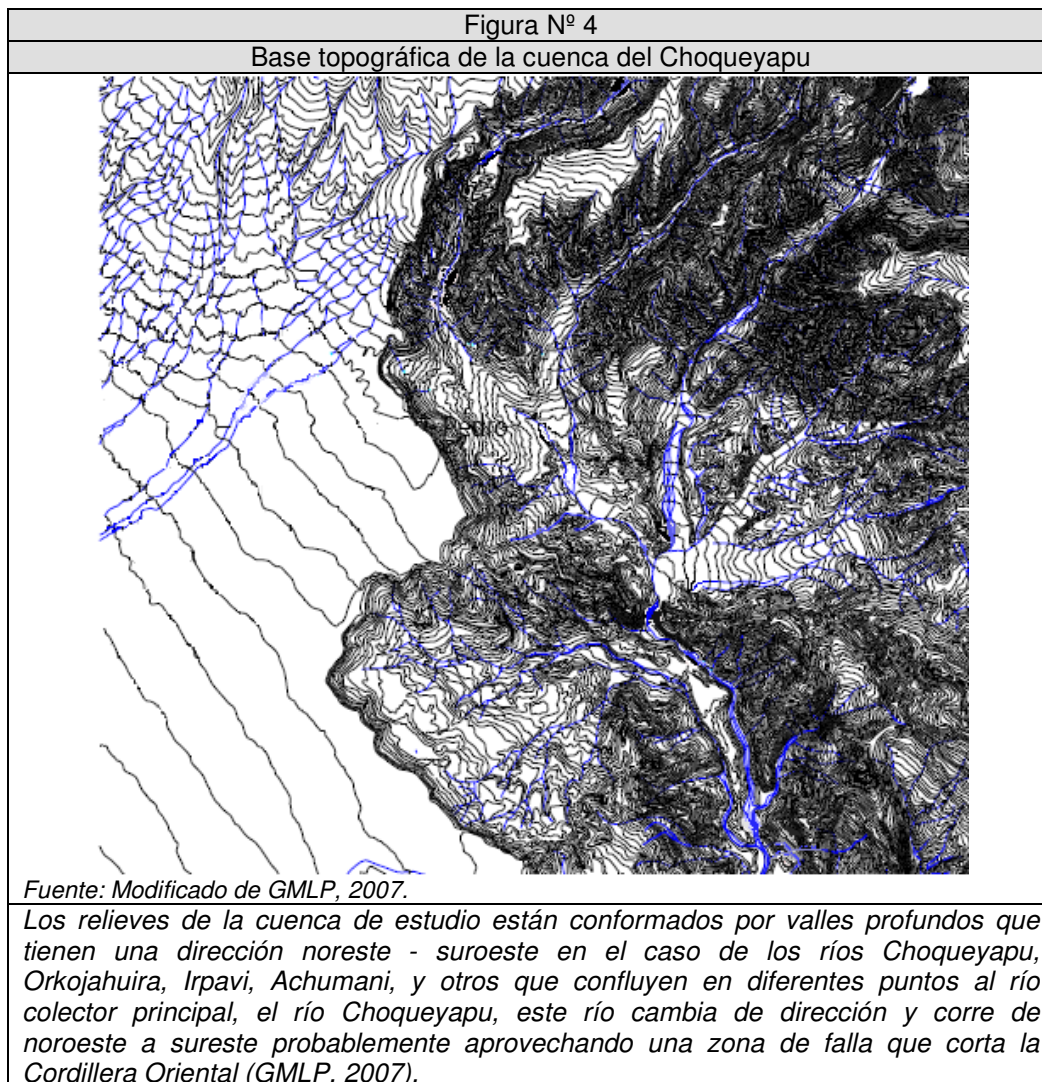 Figura Nº 4
Base topográfica de la cuenca del Choqueyapu
Pedro
Fuente: Modificado de GMLP, 2007.
Los relieves de la cuenca de estudio están conformados por valles profundos que
tienen una dirección noreste - suroeste en el caso de los ríos Choqueyapu,
Orkojahuira, Irpavi, Achumani, y otros que confluyen en diferentes puntos al río
colector principal, el río Choqueyapu, este río cambia de dirección y corre de
noroeste a sureste probablemente aprovechando una zona de falla que corta la
Cordillera Oriental (GMLP, 2007).